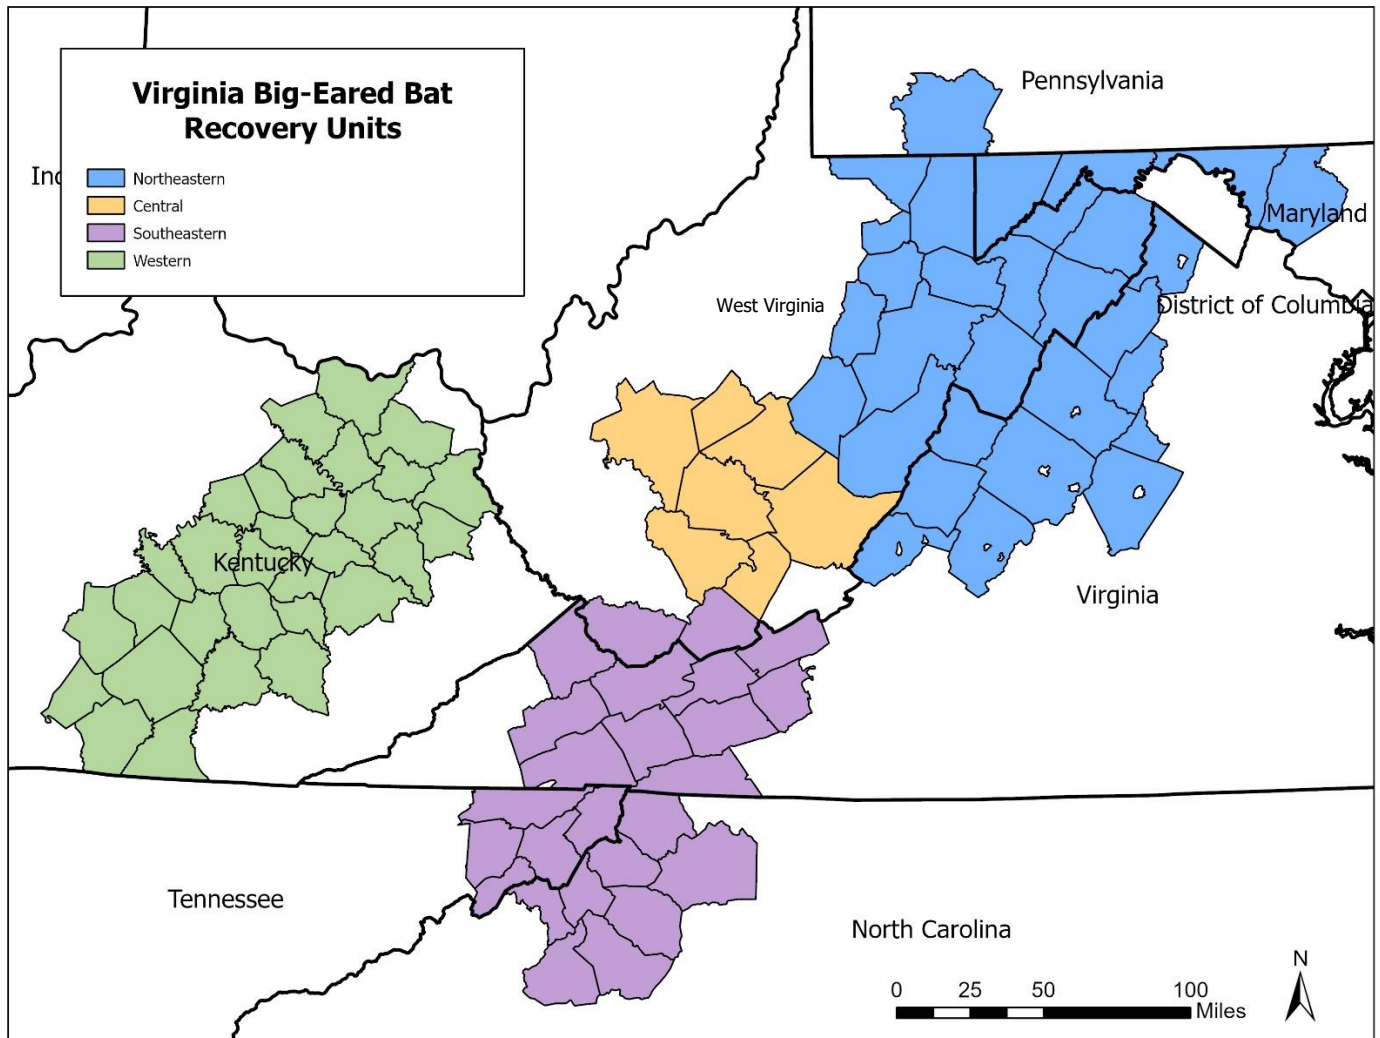 Virginia Big-Eared Bat
Recovery Units
Northeastern
Central
Southeastern
Western
Ind
Pennsylvania
Maryland
West Virginia
District of Columbia
Kentucky
Virginia
Tennessee
North Carolina
N
0 25 50 100
Miles